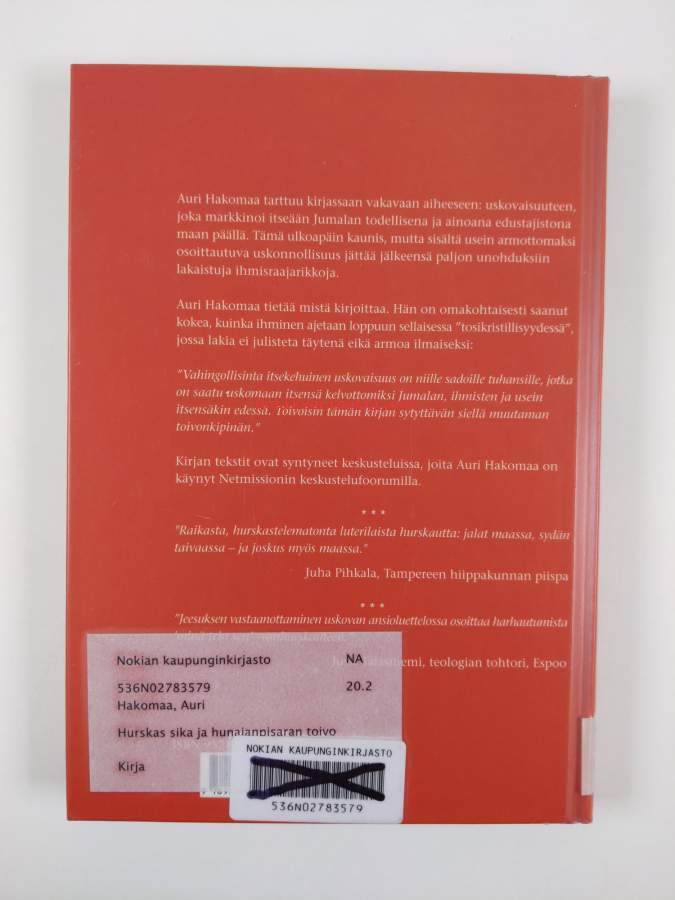 Auri Hakomaa tarttuu kirjassaan vakavaan aiheeseen: uskovaisuuteen,
joka markkinoi itseään Jumalan todellisena ja ainoana edustajistona
maan päällä. Tämä ulkoapäin kaunis, mutta sisältä usein armottomaksi
osoittautuva uskonnollisuus jättää jälkeensä paljon unohduksiin
lakaistuja ihmisraajarikkoja.
Auri Hakomaa tietää mistä kirjoittaa. Hän on omakohtaisesti saanut
kokea, kuinka ihminen ajetaan loppuun sellaisessa "tosikristillisyydessä",
jossa lakia ei julisteta täytenä eikä armoa ilmaiseksi:
"Vahingollisinta itsekehuinen uskovaisuus on niille sadoille tuhansille, jotka
on saatu uskomaan itsensä kelvottomiksi Jumalan, ihmisten ja usein
itsensäkin edessä. Toivoisin tämän kirjan sytyttävän siellä muutaman
toivonkipinän."
Kirjan tekstit ovat syntyneet keskusteluissa, joita Auri Hakomaa on
käynyt Netmissionin keskustelufoorumilla.
* * *
"Raikasta, hurskastelematonta luterilaista hurskautta: jalat maassa, sydän
taivaassa – ja joskus myös maassa."
Juha Pihkala, Tampereen hiippakunnan piispa
* * *
"Jeesuksen vastaanottaminen uskovan ansioluettelossa osoittaa harhautumista
teologian tohtori, Espoo
Nokian kaupunginkirjasto NA
536N02783579 20.2
Hakomaa, Auri
Hurskas sika ja hunajanpisaran toivo
Kirja
NOKIAN KAUPUNGINKIRJASTO
536N02783579